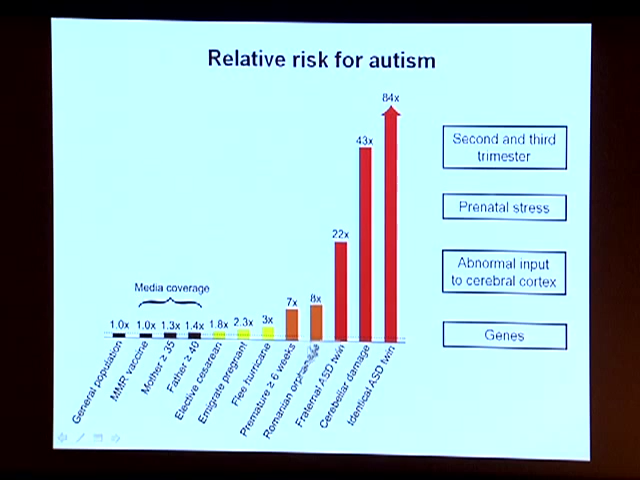 Relative risk for autism
84x
43x
22x
8x
7x
3x
2.3x
1.8x
1.4x
1.3x
1.0x
1.0x
Media coverage
General population
MMR vaccine
Mother ≥ 35
Father ≥ 40
Elective cesarean
Emigrate pregnant
Flee hurricane
Premature ≥ 6 weeks
Romanian orphanage
Fraternal ASD twin
Cerebellar damage
Identical ASD twin
Second and third
trimester
Prenatal stress
Abnormal input
to cerebral cortex
Genes